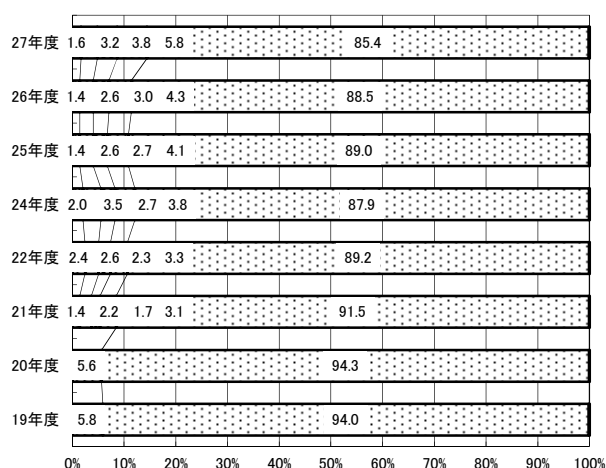 27年度 1.6 3.2 3.8 5.8 85.4
26年度 1.4 2.6 3.0 4.3 88.5
25年度 1.4 2.6 2.7 4.1 89.0
24年度 2.0 3.5 2.7 3.8 87.9
22年度 2.4 2.6 2.3 3.3 89.2
21年度 1.4 2.2 1.7 3.1 91.5
20年度 5.6 94.3
19年度 5.8 94.0
0% 10% 20% 30% 40% 50% 60% 70% 80% 90% 100%